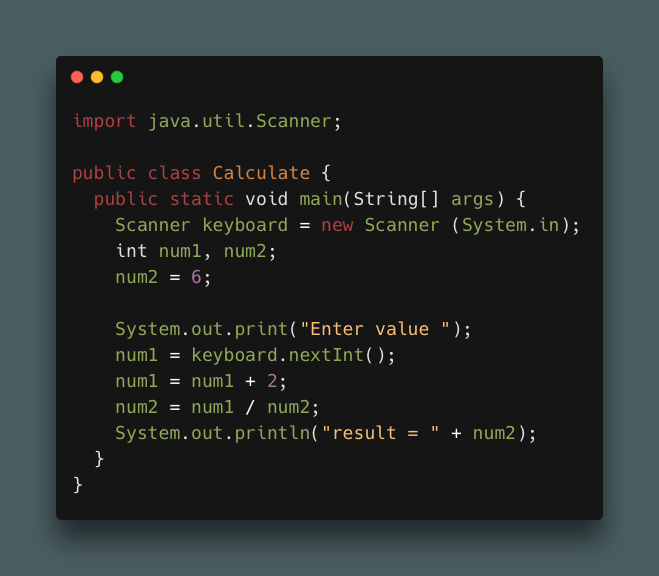 import java.util.Scanner;

public class Calculate {
  public static void main(String[] args) {
    Scanner keyboard = new Scanner (System.in);
    int num1, num2;
    num2 = 6;

    System.out.print("Enter value ");
    num1 = keyboard.nextInt();
    num1 = num1 + 2;
    num2 = num1 / num2;
    System.out.println("result = " + num2);
  }
}